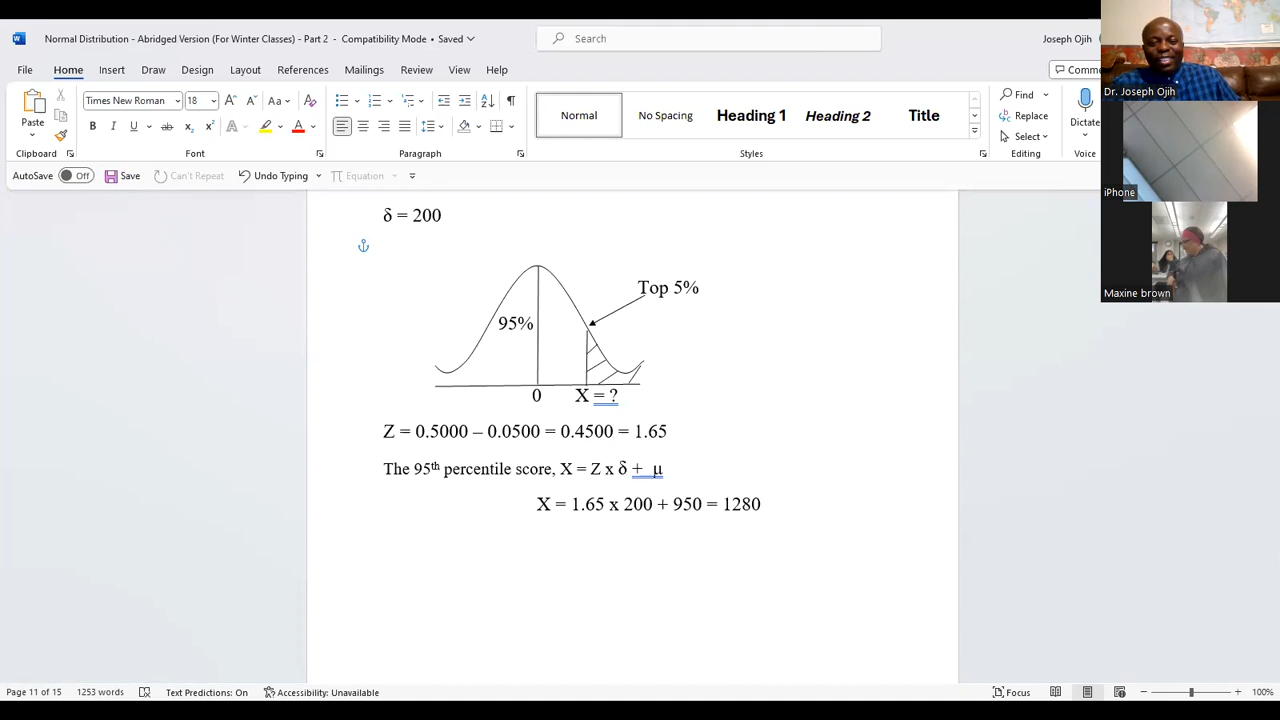 Normal Distribution - Abridged Version (For Winter Classes) - Part 2 - Compatibility Mode • Saved
Search
Joseph Ojih
File Home Insert Draw Design Layout References Mailings Review View Help
Comme
Paste
Times New Roman 18
Aa
B I U ab x₂ x² A A
Clipboard Font Paragraph
Normal No Spacing Heading 1 Heading 2 Title
Styles
Find
Replace
Select
Editing
Dictate
Voice
AutoSave Off Save Can't Repeat Undo Typing Equation
Dr. Joseph Ojih
iPhone
Maxine brown
δ = 200
Top 5%
95%
0 X = ?
Z = 0.5000 – 0.0500 = 0.4500 = 1.65
The 95th percentile score, X = Z x δ + μ
X = 1.65 x 200 + 950 = 1280
Page 11 of 15 1253 words Text Predictions: On Accessibility: Unavailable Focus 100%